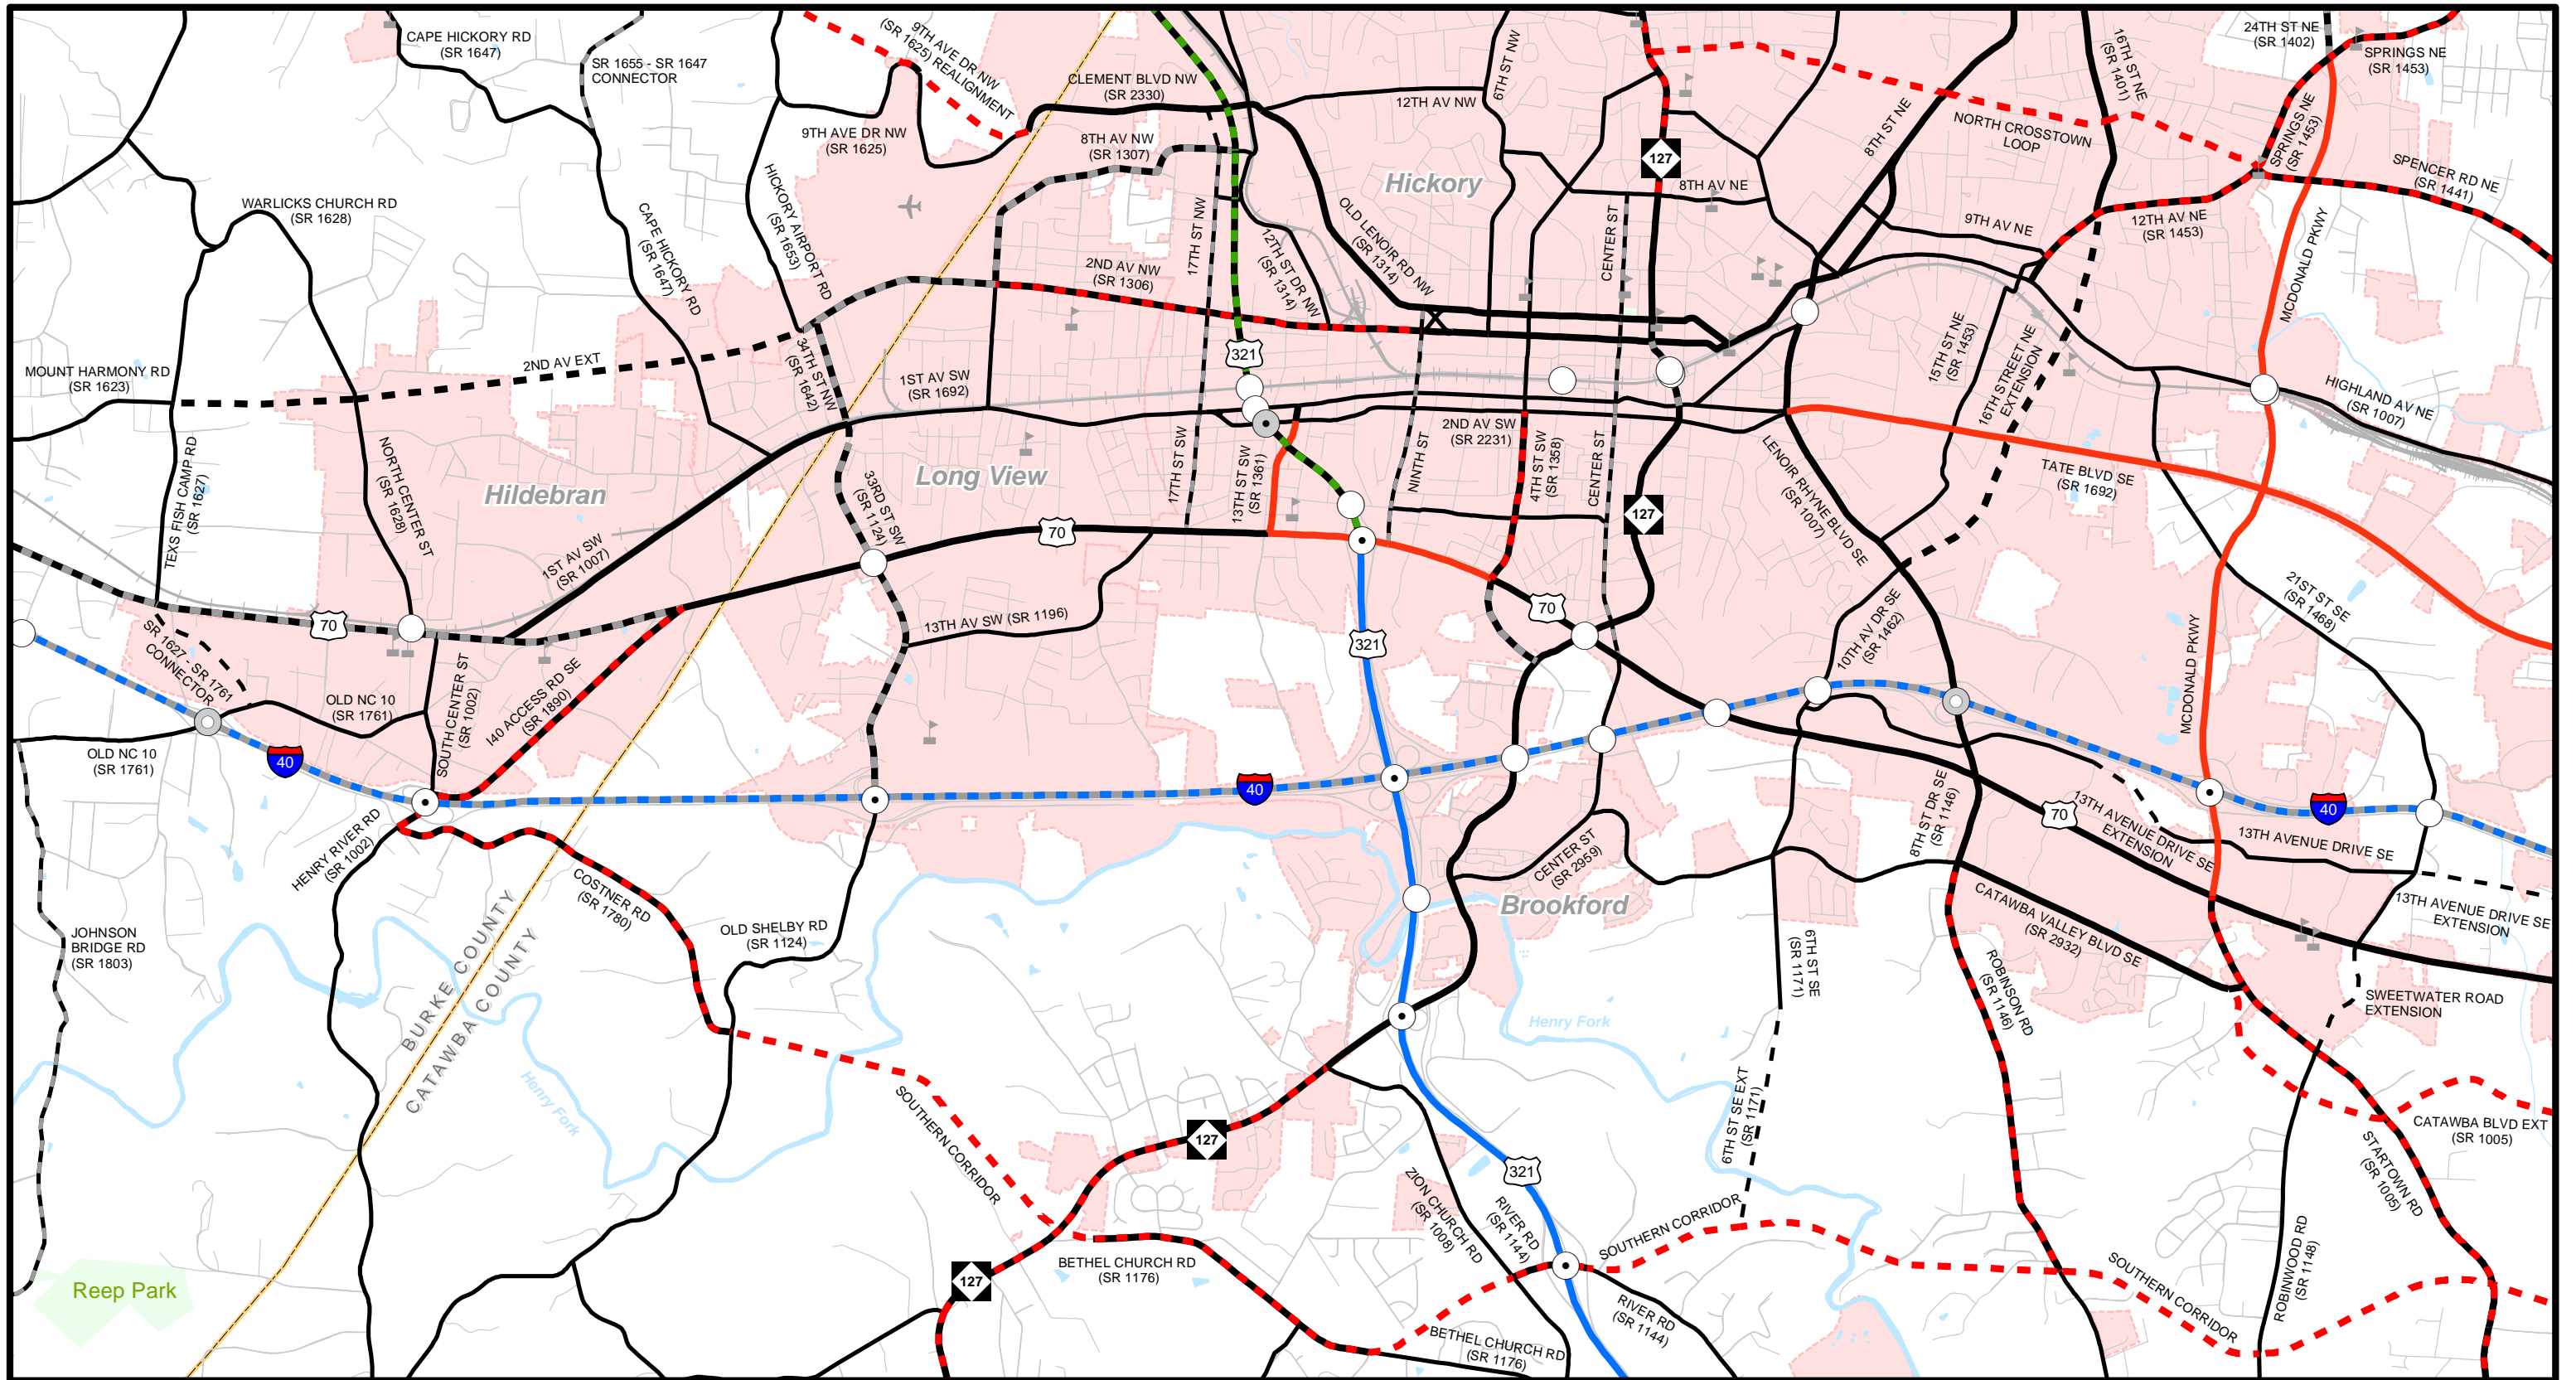 CAPE HICKORY RD
(SR 1647)
SR 1655 - SR 1647
CONNECTOR
9TH AVE DR NW
(SR 1625) REALIGNMENT
CLEMENT BLVD NW
(SR 2330)
12TH AV NW
6TH ST NW
9TH AVE DR NW
(SR 1625)
8TH AV NW
(SR 1307)
127
8TH AV NE
8TH ST NE
16TH ST NE
(SR 1401)
24TH ST NE
(SR 1402)
SPRINGS NE
(SR 1453)
NORTH CROSSTOWN
LOOP
SPRINGS NE
(SR 1453)
SPENCER RD NE
(SR 1441)
Hickory
WARLICKS CHURCH RD
(SR 1628)
CAPE HICKORY RD
(SR 1647)
HICKORY AIRPORT RD
(SR 1653)
17TH ST NW
12TH ST DR NW
(SR 1314)
OLD LENOIR RD NW
(SR 1314)
CENTER ST
9TH AV NE
12TH AV NE
(SR 1453)
MCDONALD PKWY
2ND AV NW
(SR 1306)
MOUNT HARMONY RD
(SR 1623)
2ND AV EXT
34TH ST NW
(SR 1642)
1ST AV SW
(SR 1692)
321
15TH ST NE
(SR 1453)
16TH STREET NE
EXTENSION
HIGHLAND AV NE
(SR 1007)
TEXS FISH CAMP RD
(SR 1627)
NORTH CENTER ST
(SR 1628)
Hildebran
Long View
1ST AV SW
(SR 1007)
33RD ST SW
(SR 1124)
70
17TH ST SW
13TH ST SW
(SR 1361)
NINTH ST
2ND AV SW
(SR 2231)
4TH ST SW
(SR 1358)
CENTER ST
127
LENOIR RHYNE BLVD SE
(SR 1007)
TATE BLVD SE
(SR 1692)
21ST ST SE
(SR 1468)
70
SR 1627 - SR 1761
CONNECTOR
13TH AV SW (SR 1196)
321
70
10TH AV DR SE
(SR 1462)
MCDONALD PKWY
OLD NC 10
(SR 1761)
OLD NC 10
(SR 1761)
SOUTH CENTER ST
(SR 1002)
I40 ACCESS RD SE
(SR 1890)
40
40
40
70
HENRY RIVER RD
(SR 1002)
COSTNER RD
(SR 1780)
OLD SHELBY RD
(SR 1124)
CENTER ST
(SR 2959)
Brookford
8TH ST DR SE
(SR 1146)
13TH AVENUE DRIVE SE
EXTENSION
13TH AVENUE DRIVE SE
13TH AVENUE DRIVE SE
EXTENSION
CATAWBA VALLEY BLVD SE
(SR 2932)
JOHNSON
BRIDGE RD
(SR 1803)
BURKE COUNTY
CATAWBA COUNTY
Henry Fork
Henry Fork
6TH ST SE
(SR 1171)
6TH ST SE EXT
(SR 1171)
ROBINSON RD
(SR 1146)
SWEETWATER ROAD
EXTENSION
CATAWBA BLVD EXT
(SR 1005)
STARTOWN RD
(SR 1005)
SOUTHERN CORRIDOR
127
127
BETHEL CHURCH RD
(SR 1176)
ZION CHURCH RD
(SR 1008)
RIVER RD
(SR 1144)
321
SOUTHERN CORRIDOR
RIVER RD
(SR 1144)
BETHEL CHURCH RD
(SR 1176)
SOUTHERN CORRIDOR
ROBINWOOD RD
(SR 1148)
Reep Park